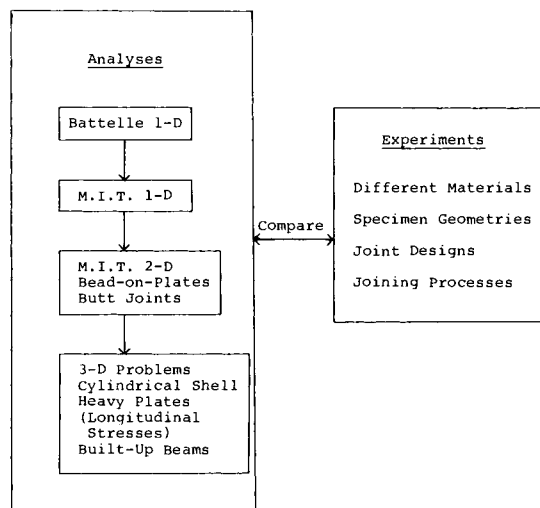 Analyses
Battelle 1-D
M.I.T. 1-D
M.I.T. 2-D
Bead-on-Plates
Butt Joints
3-D Problems
Cylindrical Shell
Heavy Plates
(Longitudinal
Stresses)
Built-Up Beams
Compare
Experiments
Different Materials
Specimen Geometries
Joint Designs
Joining Processes